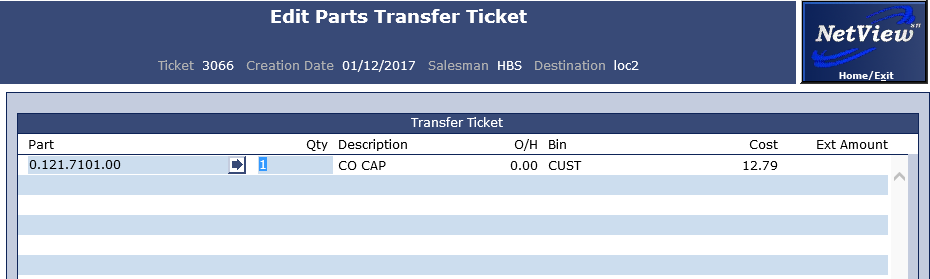 Edit Parts Transfer Ticket
NetView
Ticket 3066 Creation Date 01/12/2017 Salesman HBS Destination loc2
Home/Exit
Transfer Ticket
Part Qty Description O/H Bin Cost Ext Amount
0.121.7101.00 1 CO CAP 0.00 CUST 12.79